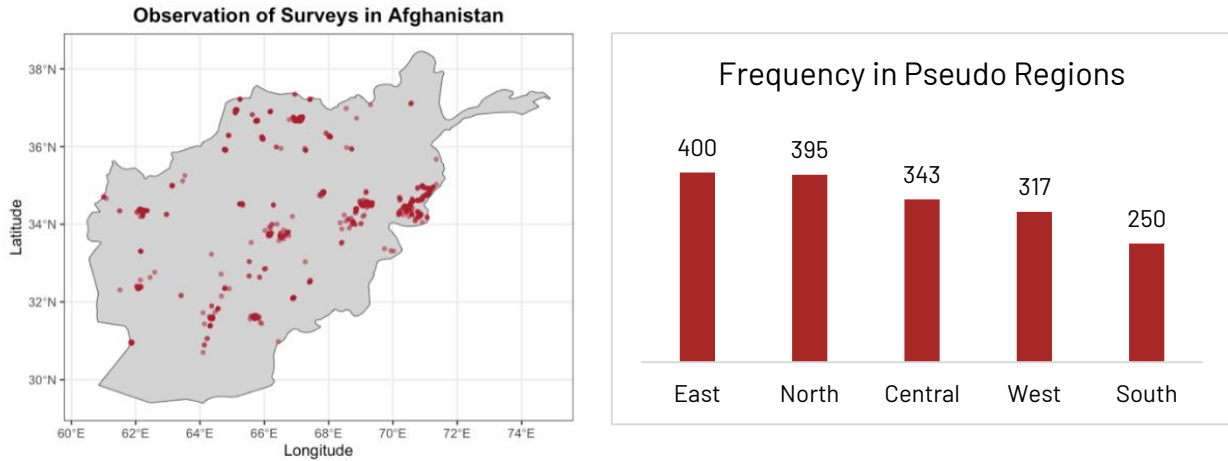 Observation of Surveys in Afghanistan
38°N
36°N
34°N
32°N
30°N
Latitude
60°E 62°E 64°E 66°E 68°E 70°E 72°E 74°E
Longitude
Frequency in Pseudo Regions
400 395 343 317 250
East North Central West South